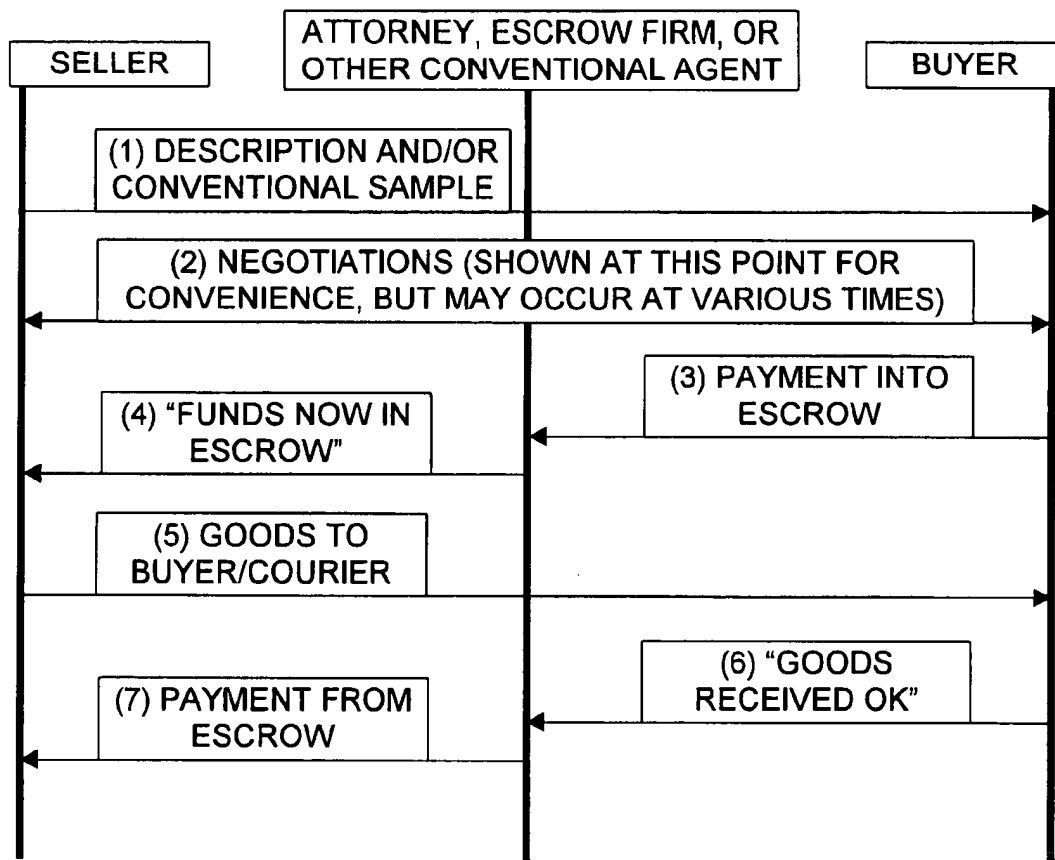 SELLER
ATTORNEY, ESCROW FIRM, OR
OTHER CONVENTIONAL AGENT
BUYER
(1) DESCRIPTION AND/OR
CONVENTIONAL SAMPLE
(2) NEGOTIATIONS (SHOWN AT THIS POINT FOR
CONVENIENCE, BUT MAY OCCUR AT VARIOUS TIMES)
(3) PAYMENT INTO
ESCROW
(4) “FUNDS NOW IN
ESCROW”
(5) GOODS TO
BUYER/COURIER
(6) “GOODS
RECEIVED OK”
(7) PAYMENT FROM
ESCROW